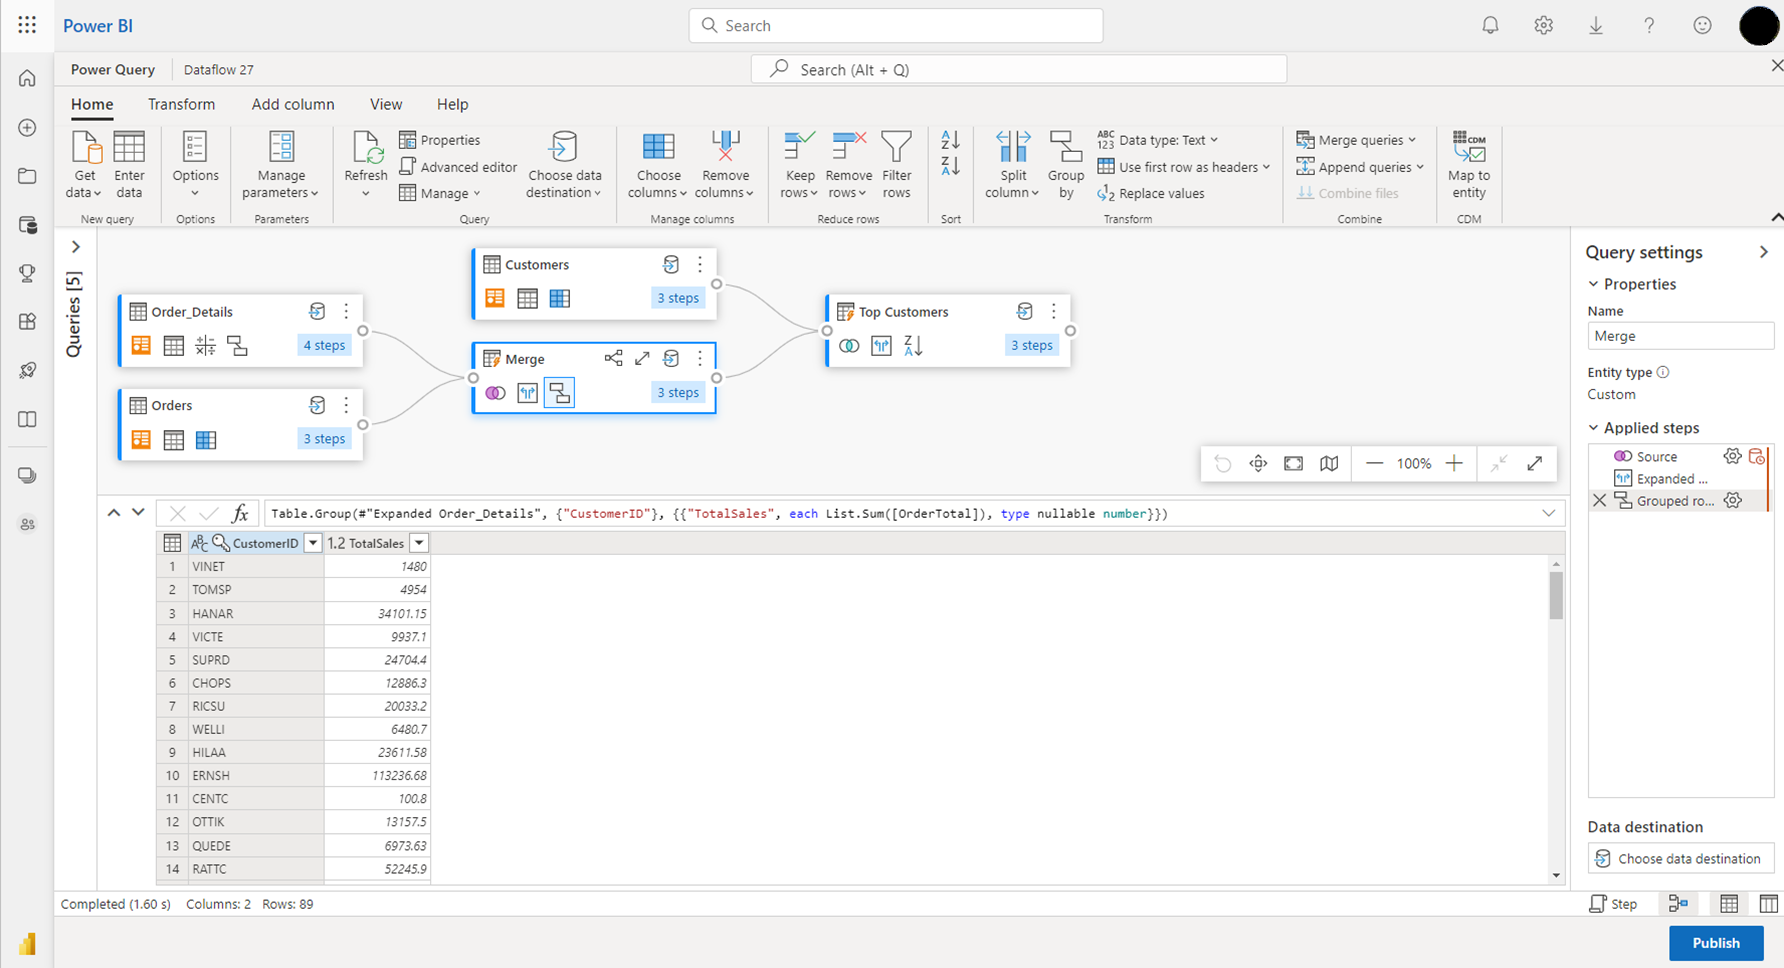 Power BI
Search
Power Query
Dataflow 27
Search (Alt + Q)
Home
Transform
Add column
View
Help
Get data
Enter data
New query
Options
Options
Manage parameters
Parameters
Refresh
Properties
Advanced editor
Manage
Query
Choose data destination
Choose columns
Remove columns
Manage columns
Keep rows
Remove rows
Filter rows
Reduce rows
Sort
Split column
Group by
Data type: Text
Use first row as headers
Replace values
Transform
Merge queries
Append queries
Combine files
Combine
CDM
Map to entity
CDM
Queries [5]
Order_Details
4 steps
Orders
3 steps
Customers
3 steps
Merge
3 steps
Top Customers
3 steps
100%
Table.Group(#"Expanded Order_Details", {"CustomerID"}, {{"TotalSales", each List.Sum([OrderTotal]), type nullable number}})
CustomerID 1.2 TotalSales
1 VINET 1480
2 TOMSP 4954
3 HANAR 34101.15
4 VICTE 9937.1
5 SUPRD 24704.4
6 CHOPS 12886.3
7 RICSU 20033.2
8 WELLI 6480.7
9 HILAA 23611.58
10 ERNSH 113236.68
11 CENTC 100.8
12 OTTIK 13157.5
13 QUEDE 6973.63
14 RATTC 52245.9
Query settings
Properties
Name
Merge
Entity type
Custom
Applied steps
Source
Expanded ...
Grouped ro...
Data destination
Choose data destination
Completed (1.60 s) Columns: 2 Rows: 89
Step
Publish